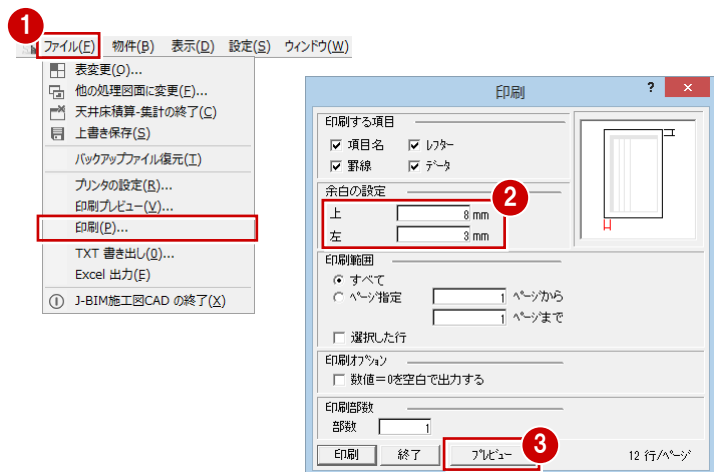 1
ファイル(F) 物件(B) 表示(D) 設定(S) ウィンドウ(W)
表変更(O)...
他の処理図面に変更(F)...
天井床積算-集計の終了(C)
上書き保存(S)
バックアップファイル復元(T)
プリンタの設定(R)...
印刷プレビュー(V)...
印刷(P)...
TXT 書き出し(0)...
Excel 出力(E)
J-BIM施工図CAD の終了(X)
印刷 ? ×
印刷する項目
項目名 レフター
罫線 データ
余白の設定
2
上 8 mm
左 3 mm
印刷範囲
すべて
ページ指定 1 ページから
1 ページまで
選択した行
印刷オプション
数値=0を空白で出力する
印刷部数
部数 1
3
印刷 終了 プレビュー 12 行/ページ